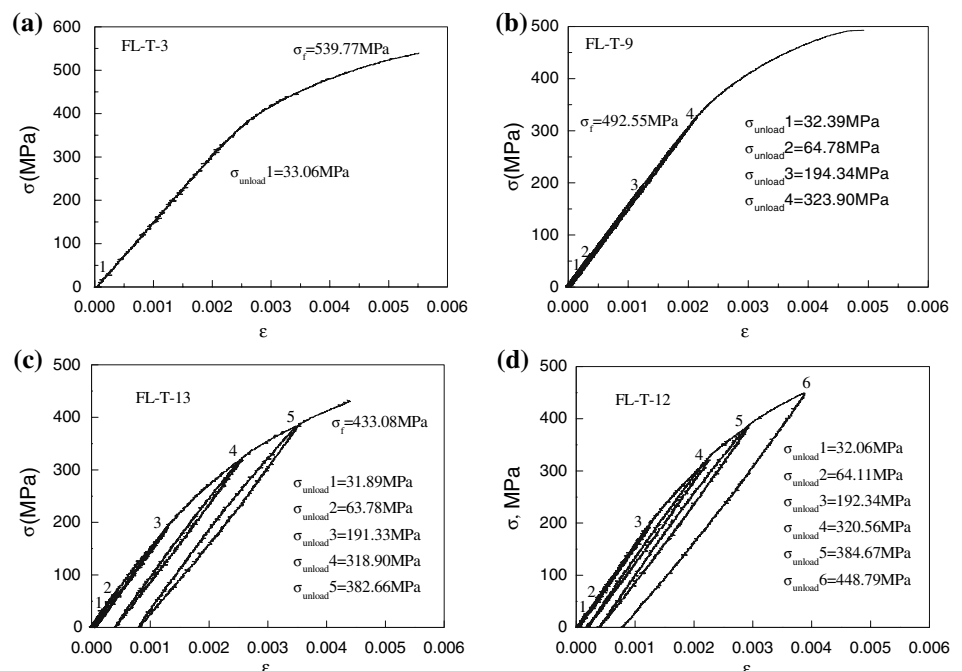 (a)
FL-T-3
σf=539.77MPa
σunload1=33.06MPa
1
600
500
400
300
200
100
0
σ(MPa)
0.000 0.001 0.002 0.003 0.004 0.005 0.006
ε
(b)
FL-T-9
σf=492.55MPa
4
3
2
1
σunload1=32.39MPa
σunload2=64.78MPa
σunload3=194.34MPa
σunload4=323.90MPa
500
400
300
200
100
0
σ(MPa)
0.000 0.001 0.002 0.003 0.004 0.005 0.006
ε
(c)
FL-T-13
5
σf=433.08MPa
4
3
2
1
σunload1=31.89MPa
σunload2=63.78MPa
σunload3=191.33MPa
σunload4=318.90MPa
σunload5=382.66MPa
500
400
300
200
100
0
σ(MPa)
0.000 0.001 0.002 0.003 0.004 0.005 0.006
ε
(d)
FL-T-12
6
5
4
3
2
1
σunload1=32.06MPa
σunload2=64.11MPa
σunload3=192.34MPa
σunload4=320.56MPa
σunload5=384.67MPa
σunload6=448.79MPa
500
400
300
200
100
0
σ, MPa
0.000 0.001 0.002 0.003 0.004 0.005 0.006
ε